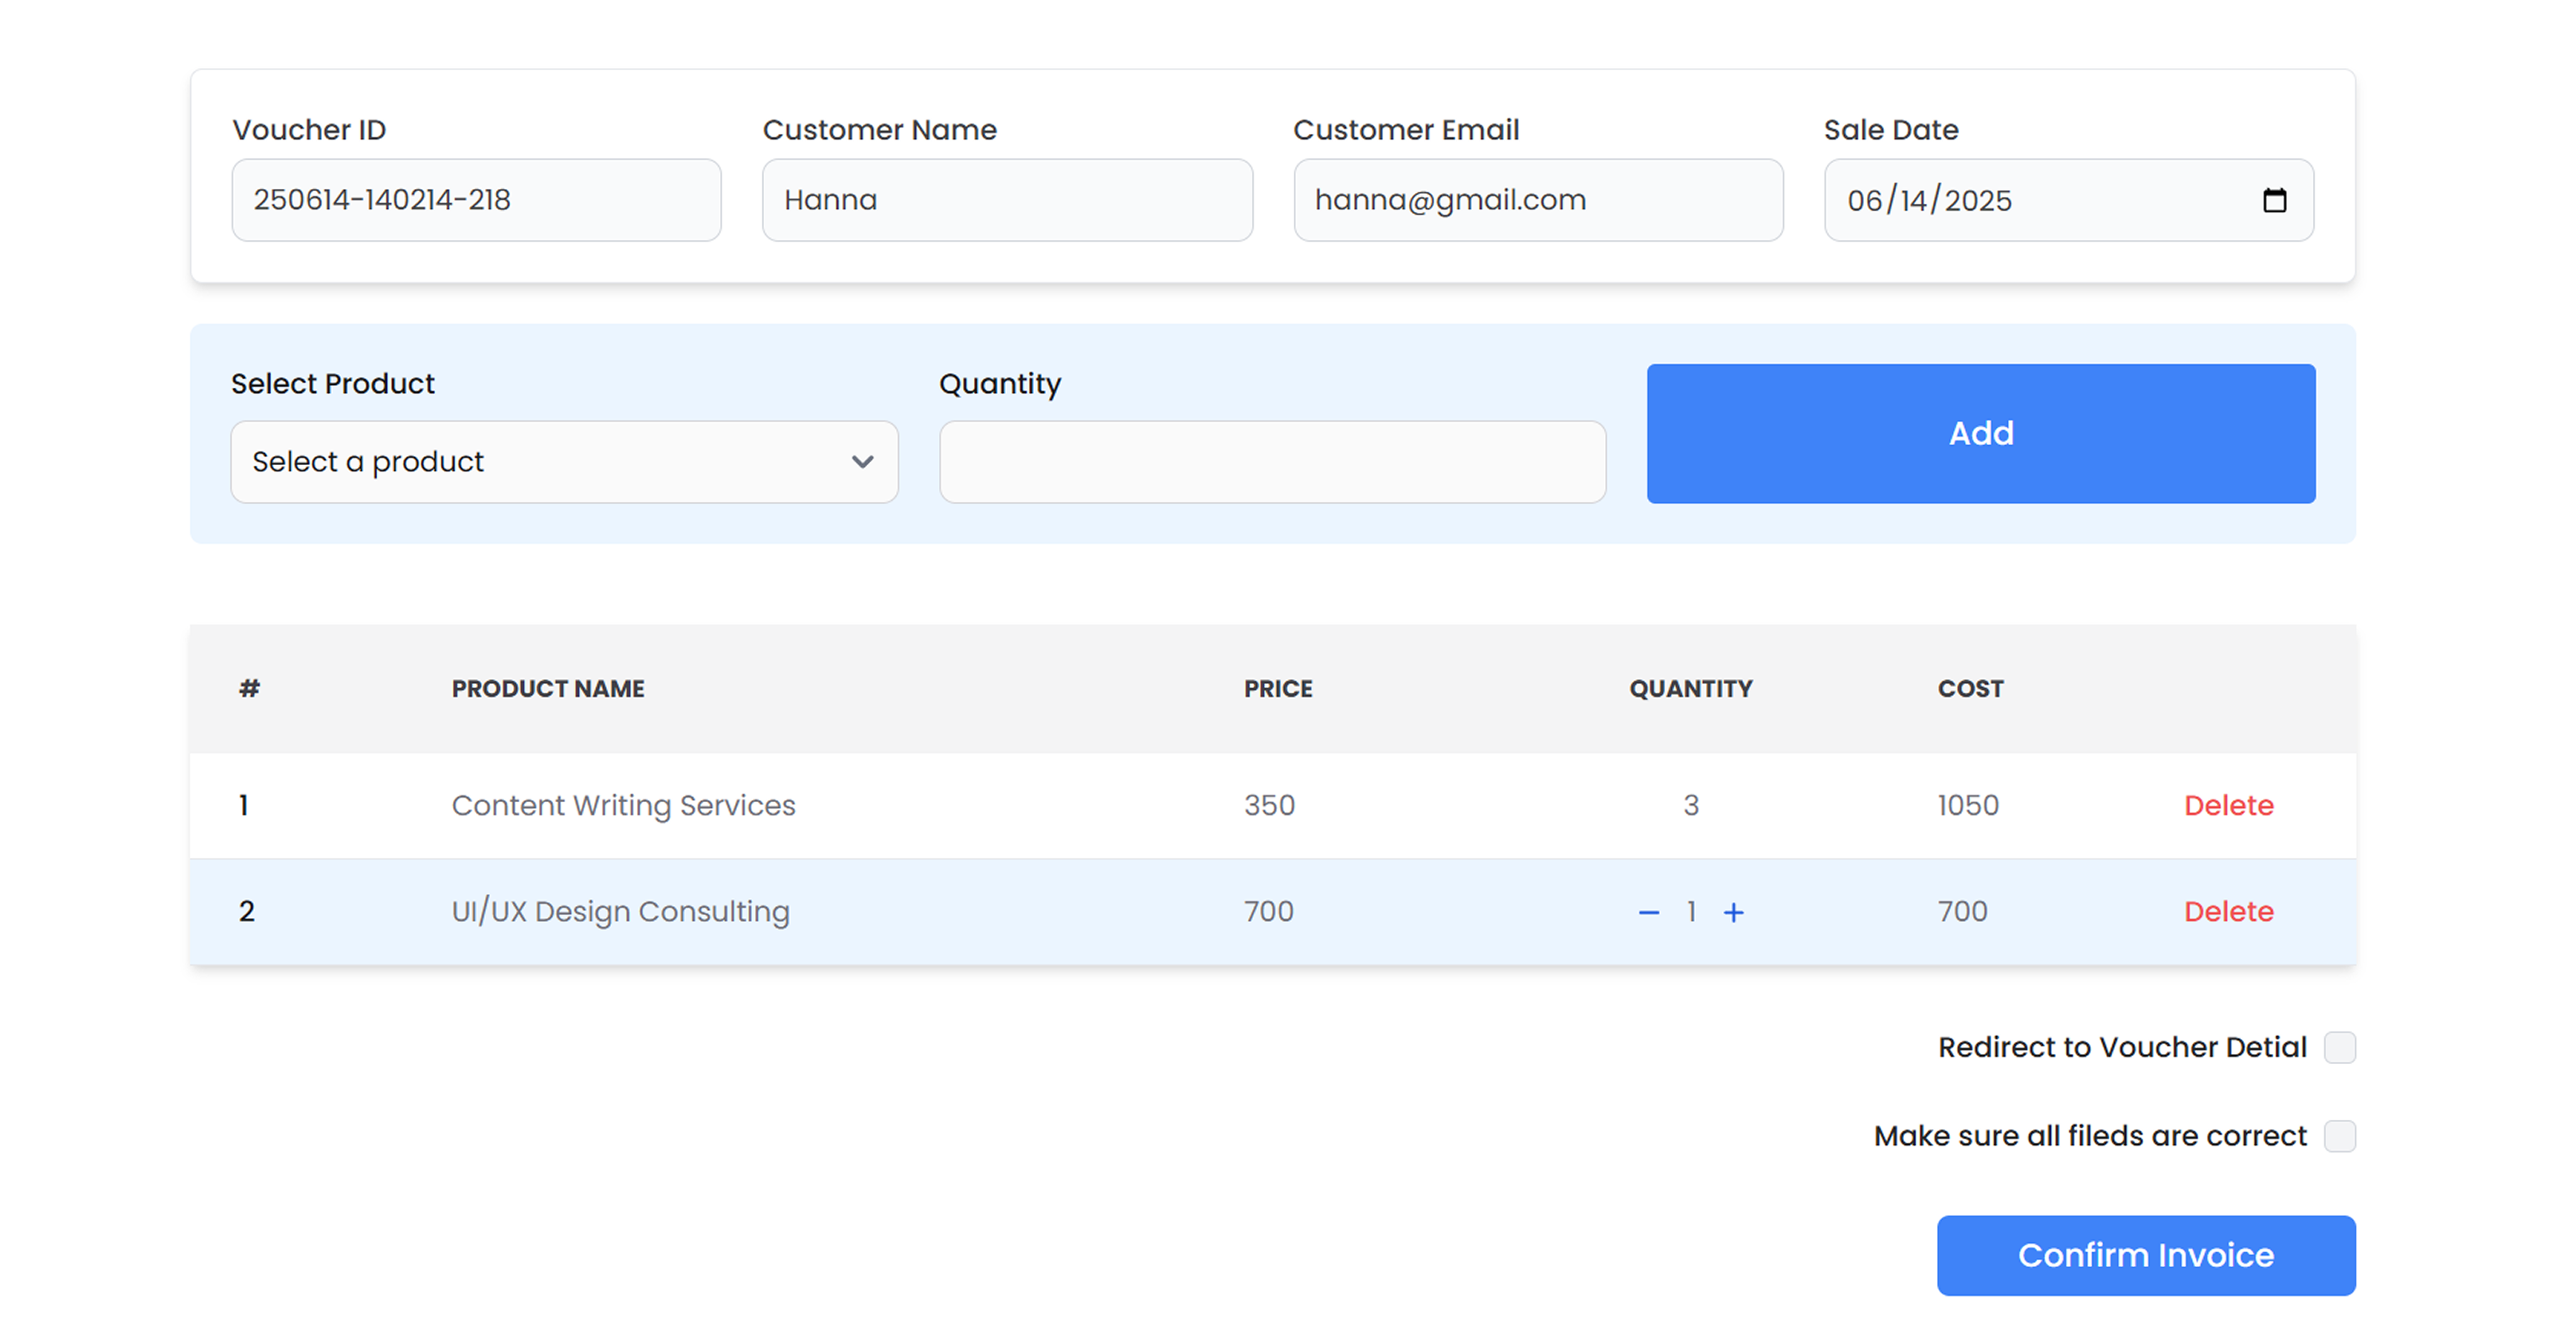 Voucher ID Customer Name Customer Email Sale Date
250614-140214-218 Hanna hanna@gmail.com 06/14/2025
Select Product Quantity
Add
Select a product
# PRODUCT NAME PRICE QUANTITY COST
1 Content Writing Services 350 3 1050 Delete
2 UI/UX Design Consulting 700 − 1 + 700 Delete
Redirect to Voucher Detial
Make sure all fileds are correct
Confirm Invoice